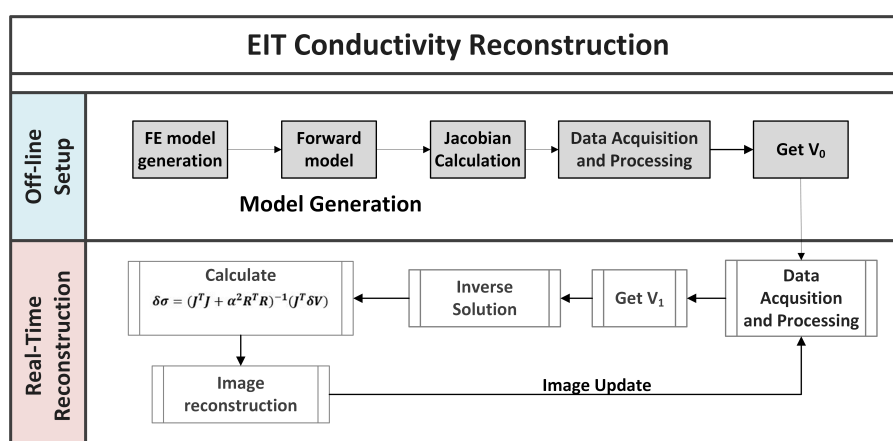 EIT Conductivity Reconstruction
Off-line
Setup
FE model
generation
Forward
model
Jacobian
Calculation
Data Acquisition
and Processing
Get V₀
Model Generation
Real-Time
Reconstruction
Calculate
δσ = (JᵀJ + α²RᵀR)⁻¹(JᵀδV)
Inverse
Solution
Get V₁
Data
Acqusition
and Processing
Image
reconstruction
Image Update